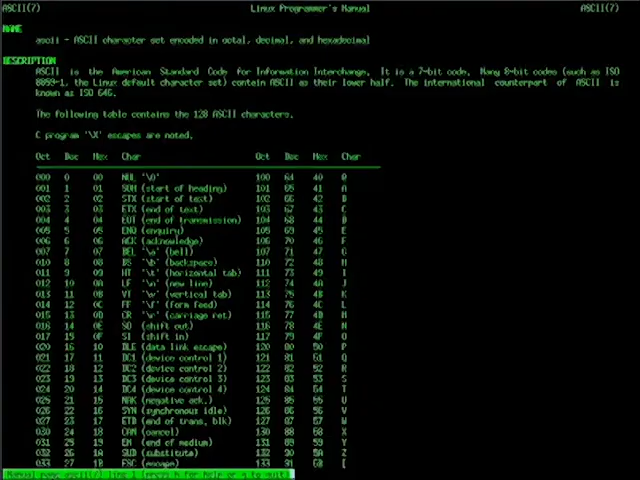 ASCII(7) Linux Programmer's Manual ASCII(7)
NAME
ascii - ASCII character set encoded in octal, decimal, and hexadecimal
DESCRIPTION
ASCII is the American Standard Code for Information Interchange. It is a 7-bit code. Many 8-bit codes (such as ISO
8859-1, the Linux default character set) contain ASCII as their lower half. The international counterpart of ASCII is
known as ISO 646.
The following table contains the 128 ASCII characters.
C program '\X' escapes are noted.
Oct Dec Hex Char Oct Dec Hex Char
000 0 00 NUL '\0' 100 64 40 @
001 1 01 SOH (start of heading) 101 65 41 A
002 2 02 STX (start of text) 102 66 42 B
003 3 03 ETX (end of text) 103 67 43 C
004 4 04 EOT (end of transmission) 104 68 44 D
005 5 05 ENQ (enquiry) 105 69 45 E
006 6 06 ACK (acknowledge) 106 70 46 F
007 7 07 BEL '\a' (bell) 107 71 47 G
010 8 08 BS '\b' (backspace) 110 72 48 H
011 9 09 HT '\t' (horizontal tab) 111 73 49 I
012 10 0A LF '\n' (new line) 112 74 4A J
013 11 0B VT '\v' (vertical tab) 113 75 4B K
014 12 0C FF '\f' (form feed) 114 76 4C L
015 13 0D CR '\r' (carriage ret) 115 77 4D M
016 14 0E SO (shift out) 116 78 4E N
017 15 0F SI (shift in) 117 79 4F O
020 16 10 DLE (data link escape) 120 80 50 P
021 17 11 DC1 (device control 1) 121 81 51 Q
022 18 12 DC2 (device control 2) 122 82 52 R
023 19 13 DC3 (device control 3) 123 83 53 S
024 20 14 DC4 (device control 4) 124 84 54 T
025 21 15 NAK (negative ack.) 125 85 55 U
026 22 16 SYN (synchronous idle) 126 86 56 V
027 23 17 ETB (end of trans. blk) 127 87 57 W
030 24 18 CAN (cancel) 130 88 58 X
031 25 19 EM (end of medium) 131 89 59 Y
032 26 1A SUB (substitute) 132 90 5A Z
033 27 1B ESC (escape) 133 91 5B [
Manual page ascii(7) line 1 (press h for help or q to quit)